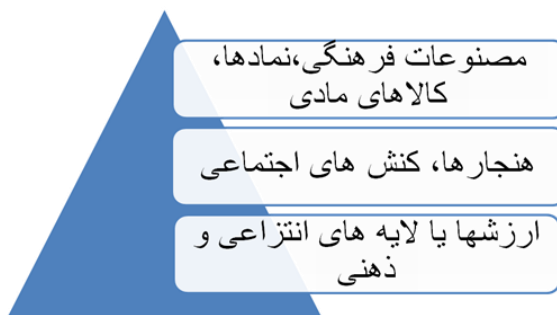 مصنوعات فرهنگی،نمادها،
کالاهای مادی
هنجارها، کنش های اجتماعی
ارزشها یا لایه های انتزاعی و
ذهنی